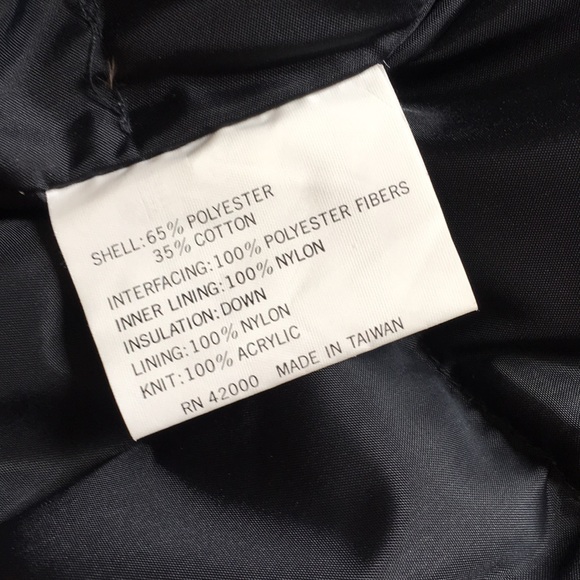 SHELL:65% POLYESTER
35% COTTON
INTERFACING:100% POLYESTER FIBERS
INNER LINING:100% NYLON
INSULATION:DOWN
LINING:100% NYLON
KNIT:100% ACRYLIC
RN 42000 MADE IN TAIWAN